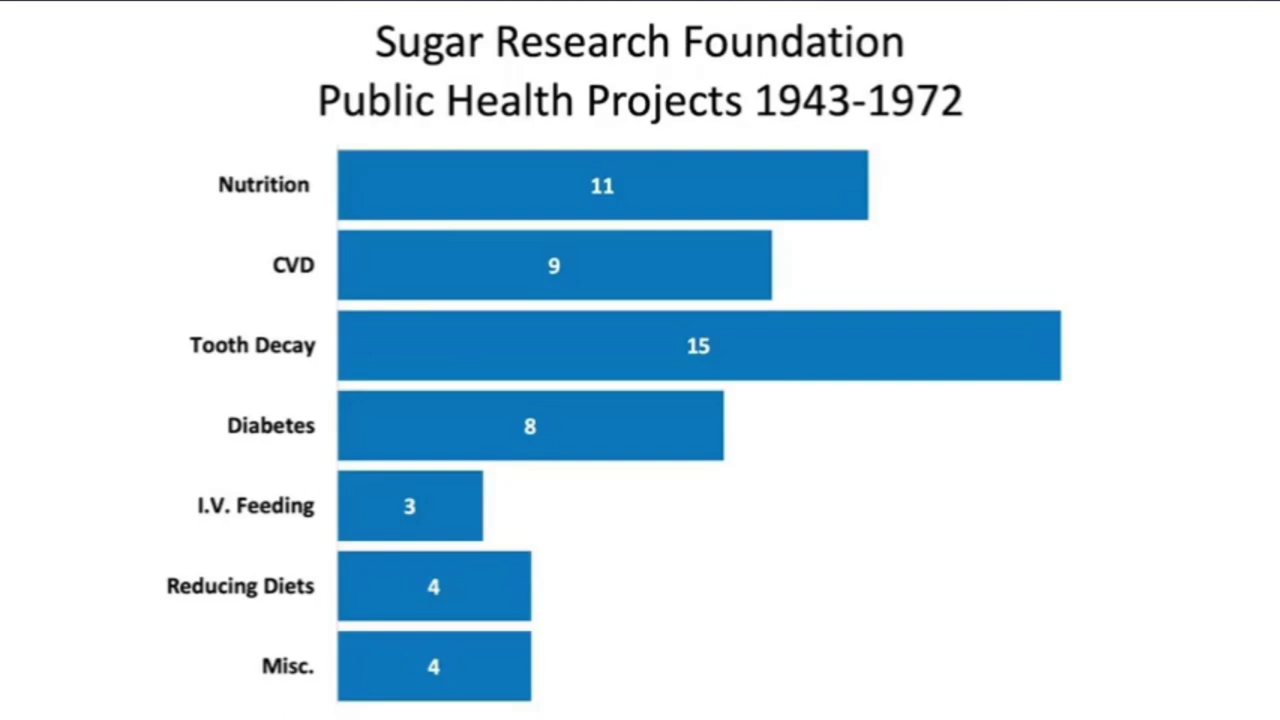 Sugar Research Foundation
Public Health Projects 1943-1972
Nutrition 11
CVD 9
Tooth Decay 15
Diabetes 8
I.V. Feeding 3
Reducing Diets 4
Misc. 4